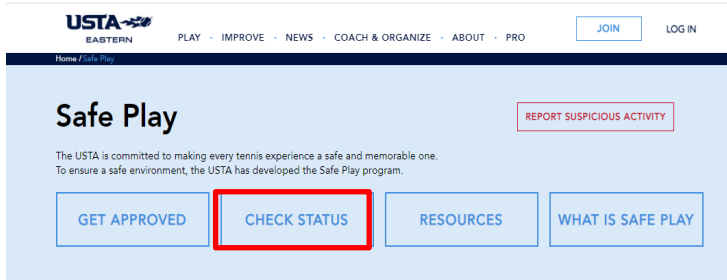 USTA
EASTERN
PLAY · IMPROVE · NEWS · COACH & ORGANIZE · ABOUT · PRO
JOIN
LOG IN
Home / Safe Play
Safe Play
REPORT SUSPICIOUS ACTIVITY
The USTA is committed to making every tennis experience a safe and memorable one.
To ensure a safe environment, the USTA has developed the Safe Play program.
GET APPROVED
CHECK STATUS
RESOURCES
WHAT IS SAFE PLAY